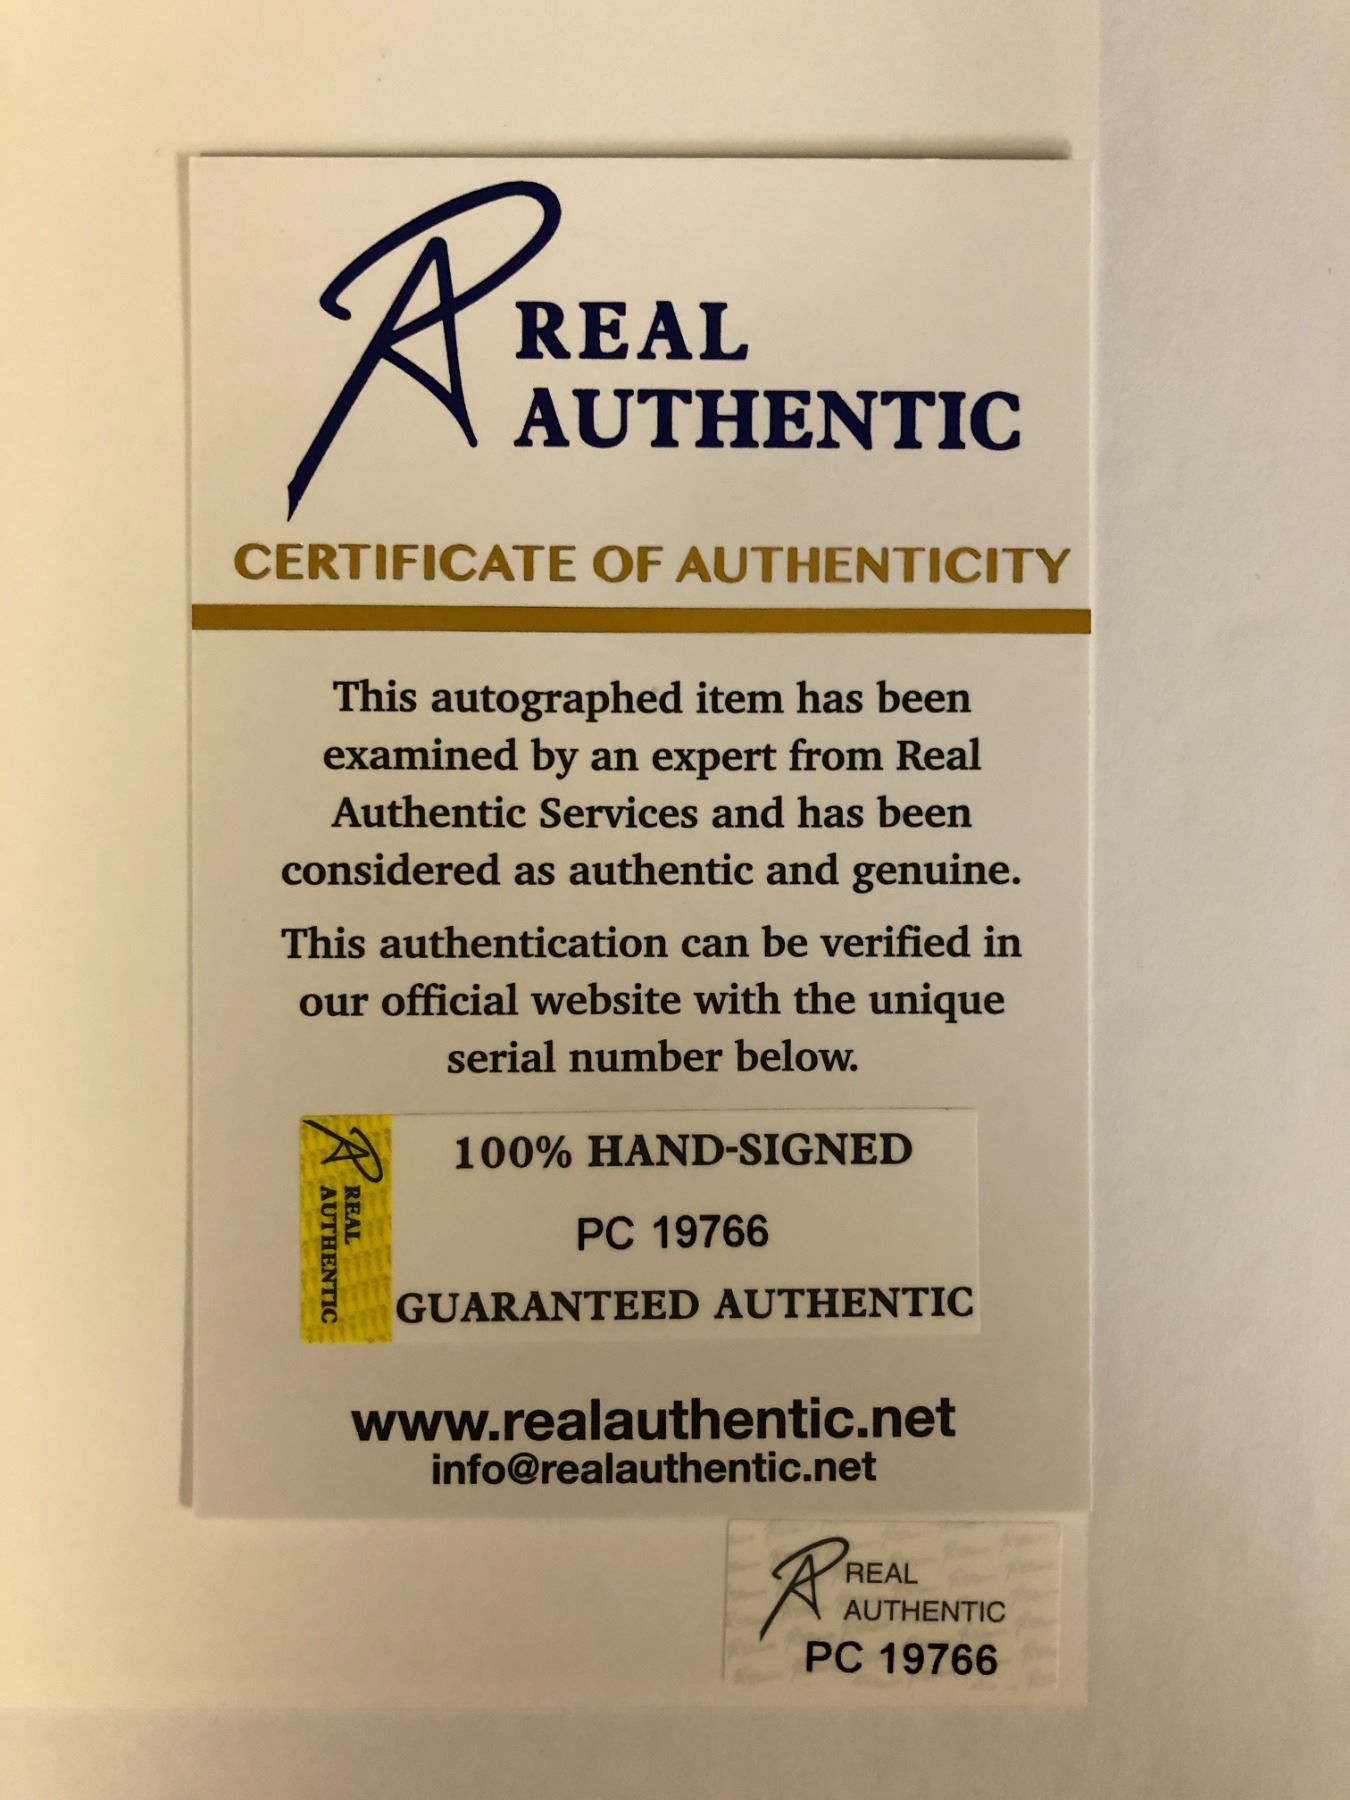 REAL
AUTHENTIC
CERTIFICATE OF AUTHENTICITY
This autographed item has been
examined by an expert from Real
Authentic Services and has been
considered as authentic and genuine.
This authentication can be verified in
our official website with the unique
serial number below.
REAL
AUTHENTIC
100% HAND-SIGNED
PC 19766
GUARANTEED AUTHENTIC
www.realauthentic.net
info@realauthentic.net
REAL
AUTHENTIC
PC 19766